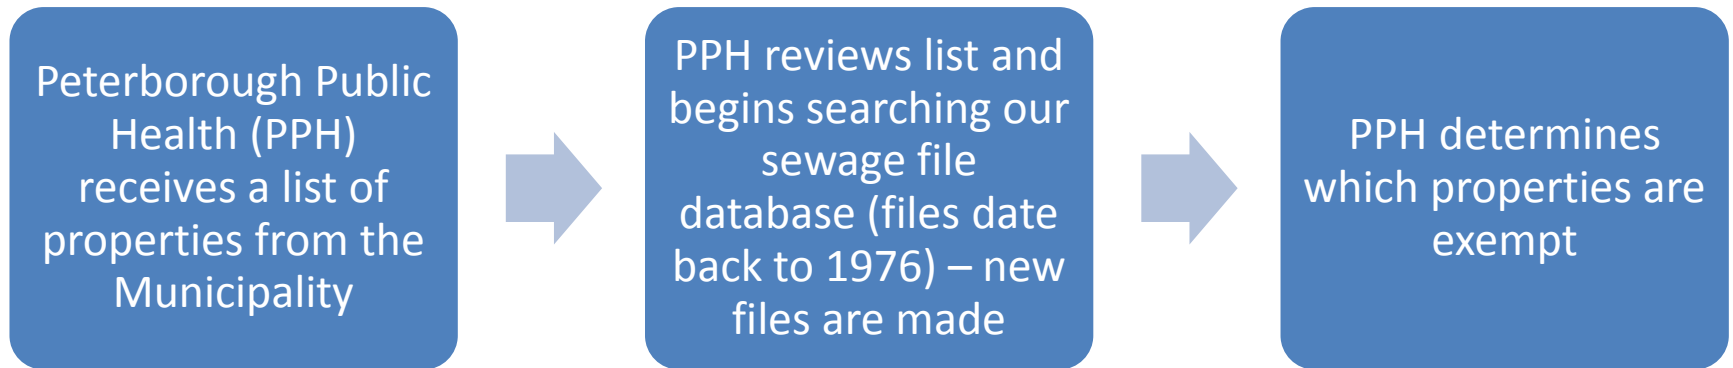 Peterborough Public
Health (PPH)
receives a list of
properties from the
Municipality
PPH reviews list and
begins searching our
sewage file
database (files date
back to 1976) – new
files are made
PPH determines
which properties are
exempt